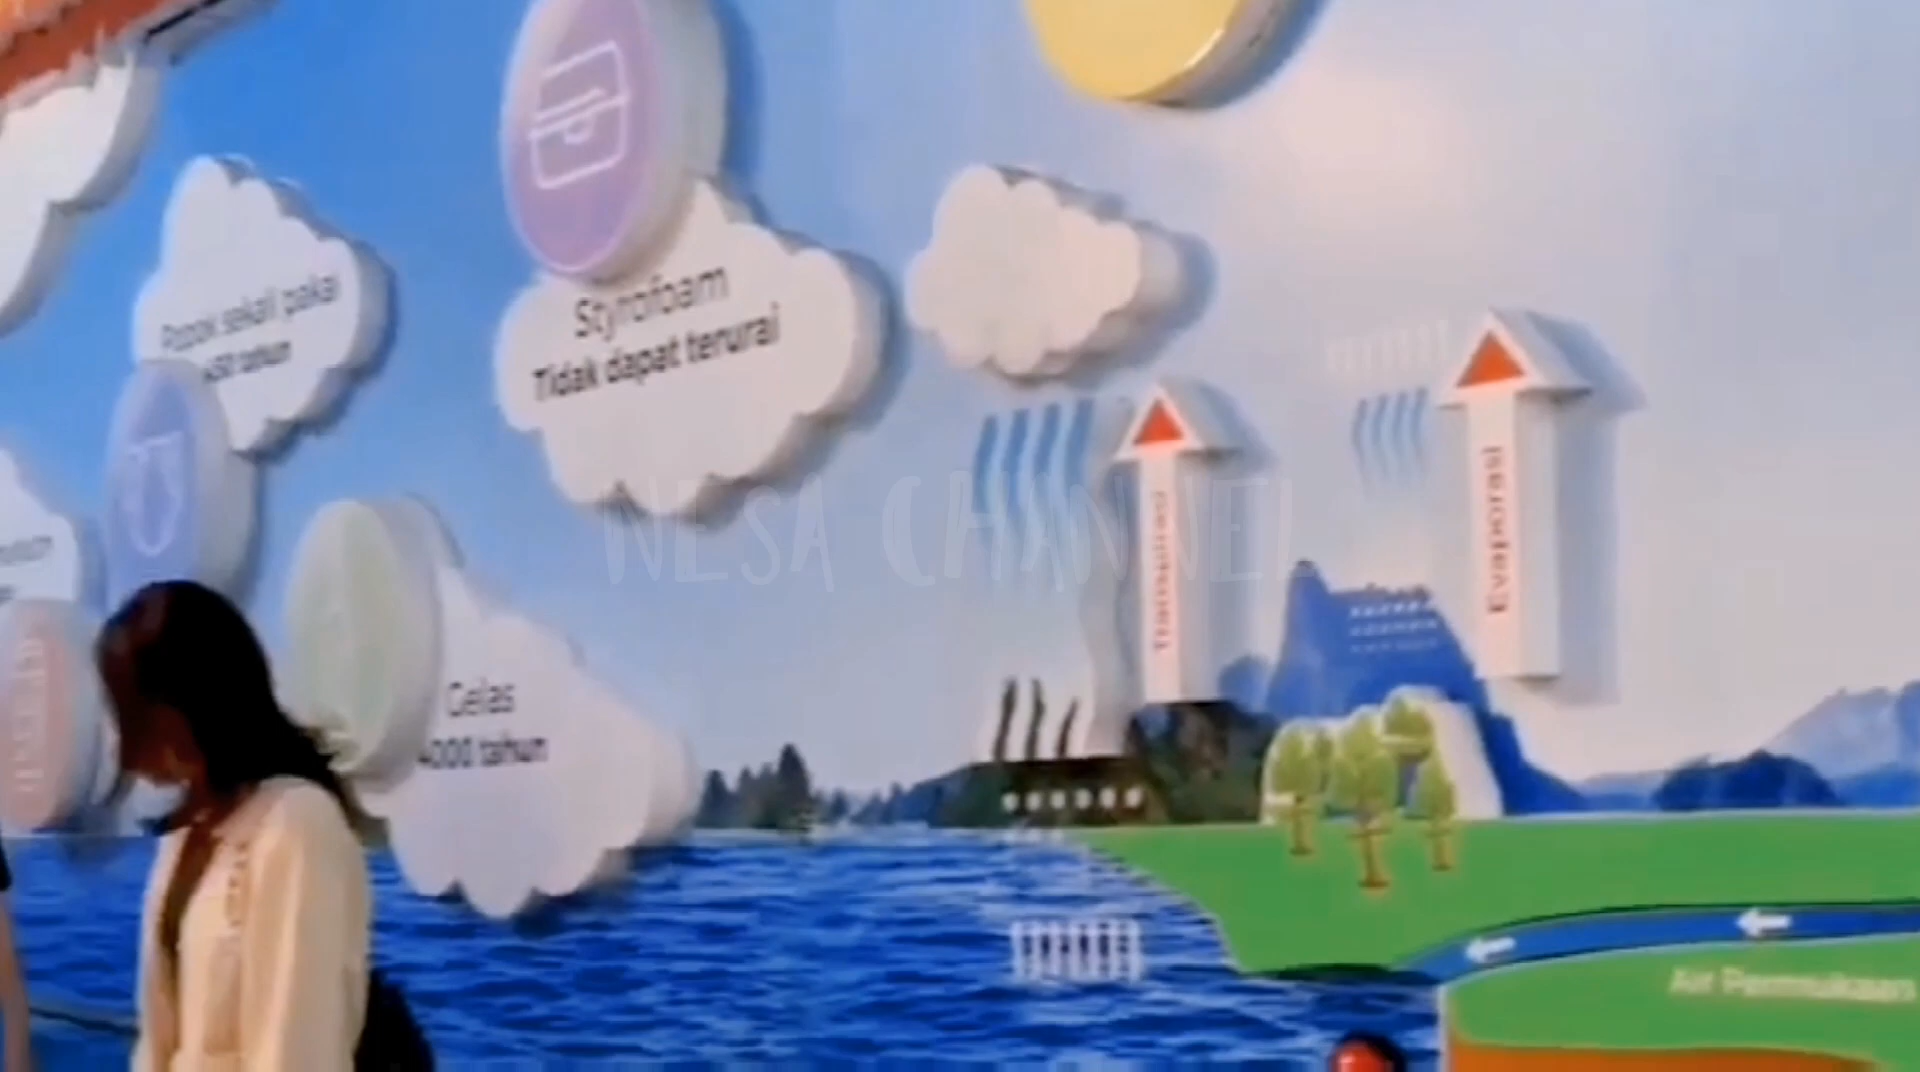 Popok sekali pakai
450 tahun
Styrofoam
Tidak dapat terurai
Gelas
4000 tahun
NESA CHANNEL
Transpirasi
Evaporasi
Air Permukaan